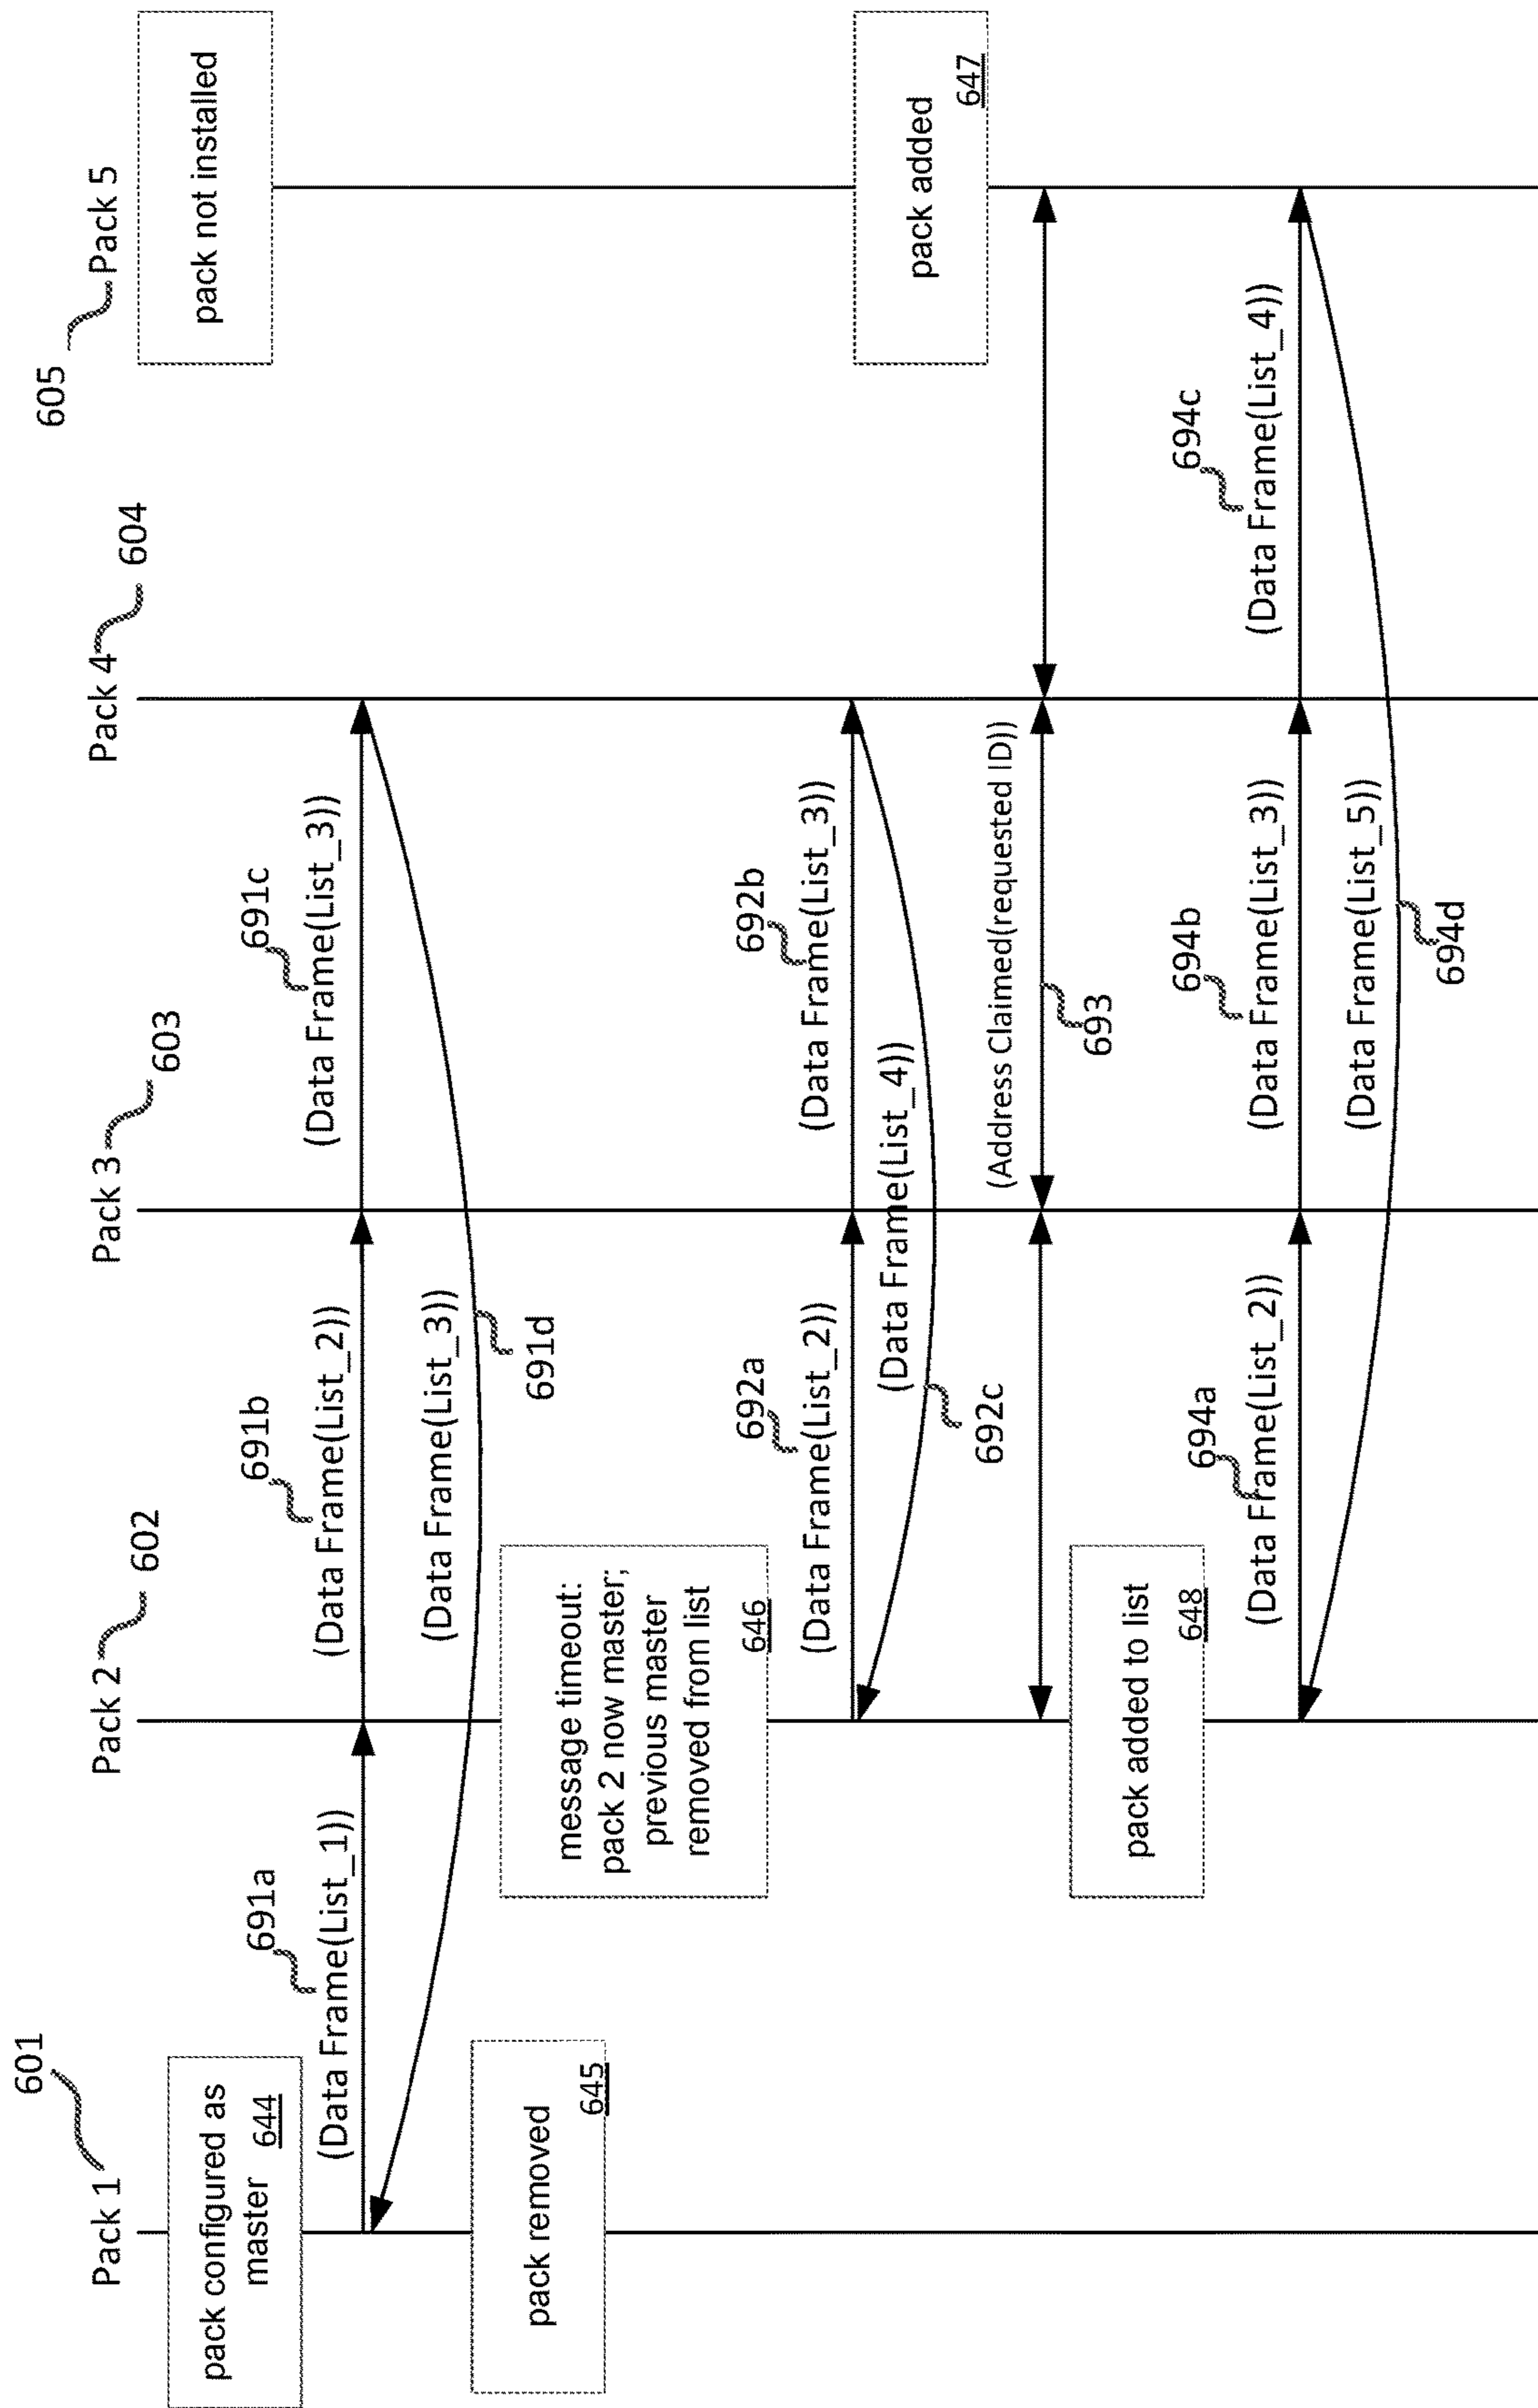 601
602
603
604
605
Pack 1
Pack 2
Pack 3
Pack 4
Pack 5
pack configured as
master 644
pack not installed
691a
(Data Frame(List_1))
691b
(Data Frame(List_2))
691c
(Data Frame(List_3))
(Data Frame(List_3))
691d
pack removed
645
message timeout:
pack 2 now master;
previous master
removed from list
646
692a
(Data Frame(List_2))
692b
(Data Frame(List_3))
(Data Frame(List_4))
692c
pack added
647
(Address Claimed(requested ID))
693
pack added to list
648
694a
(Data Frame(List_2))
694b
(Data Frame(List_3))
694c
(Data Frame(List_4))
(Data Frame(List_5))
694d